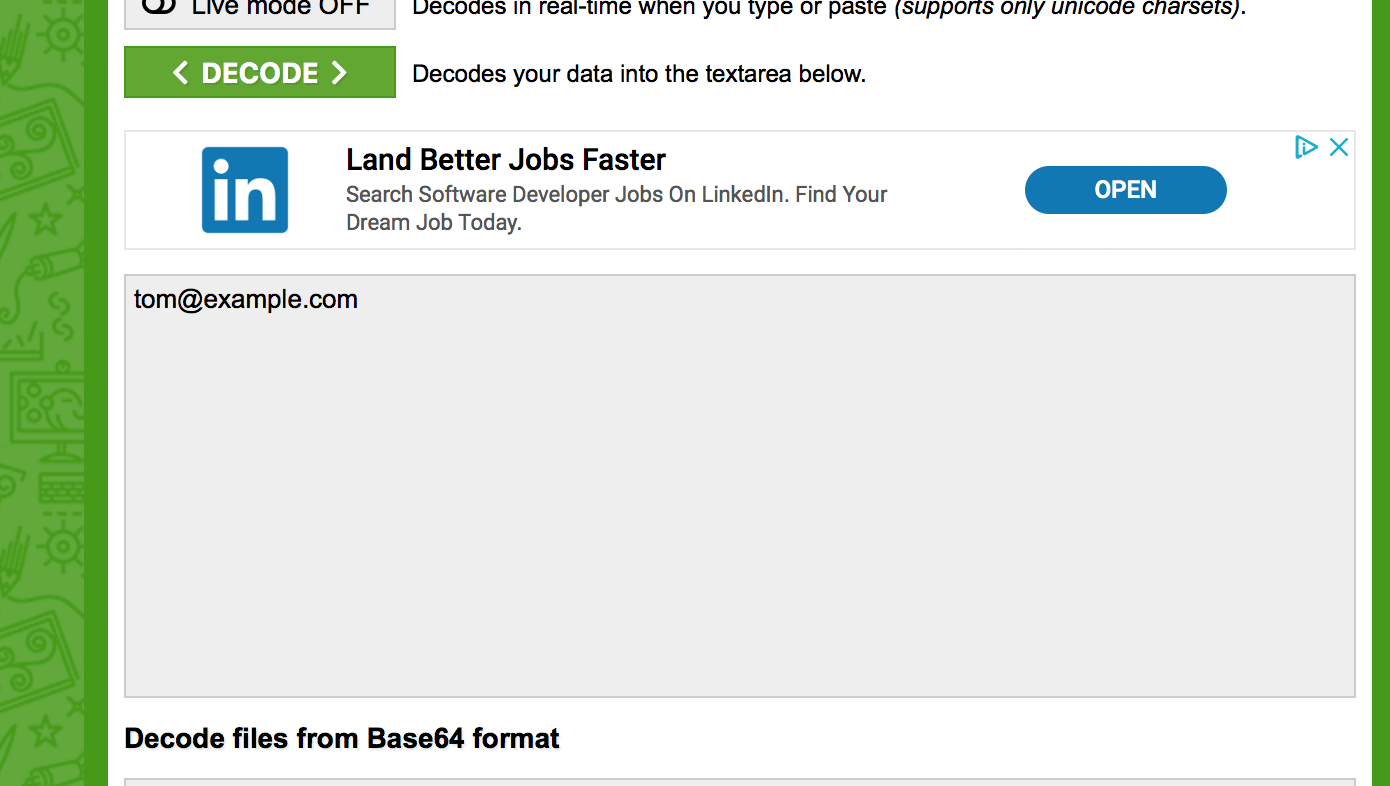 Live mode OFF Decodes in real-time when you type or paste (supports only unicode charsets).
< DECODE > Decodes your data into the textarea below.
in
Land Better Jobs Faster
Search Software Developer Jobs On LinkedIn. Find Your
Dream Job Today.
OPEN
tom@example.com
Decode files from Base64 format